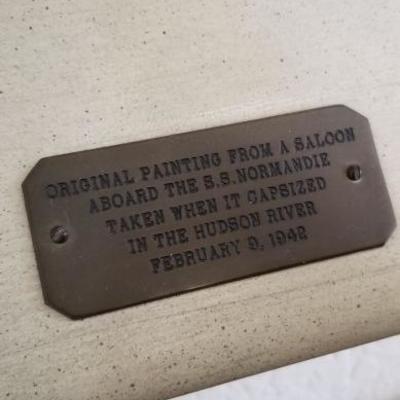 ORIGINAL PAINTING FROM A SALOON
ABOARD THE S.S.NORMANDIE
TAKEN WHEN IT CAPSIZED
IN THE HUDSON RIVER
FEBRUARY 9, 1942